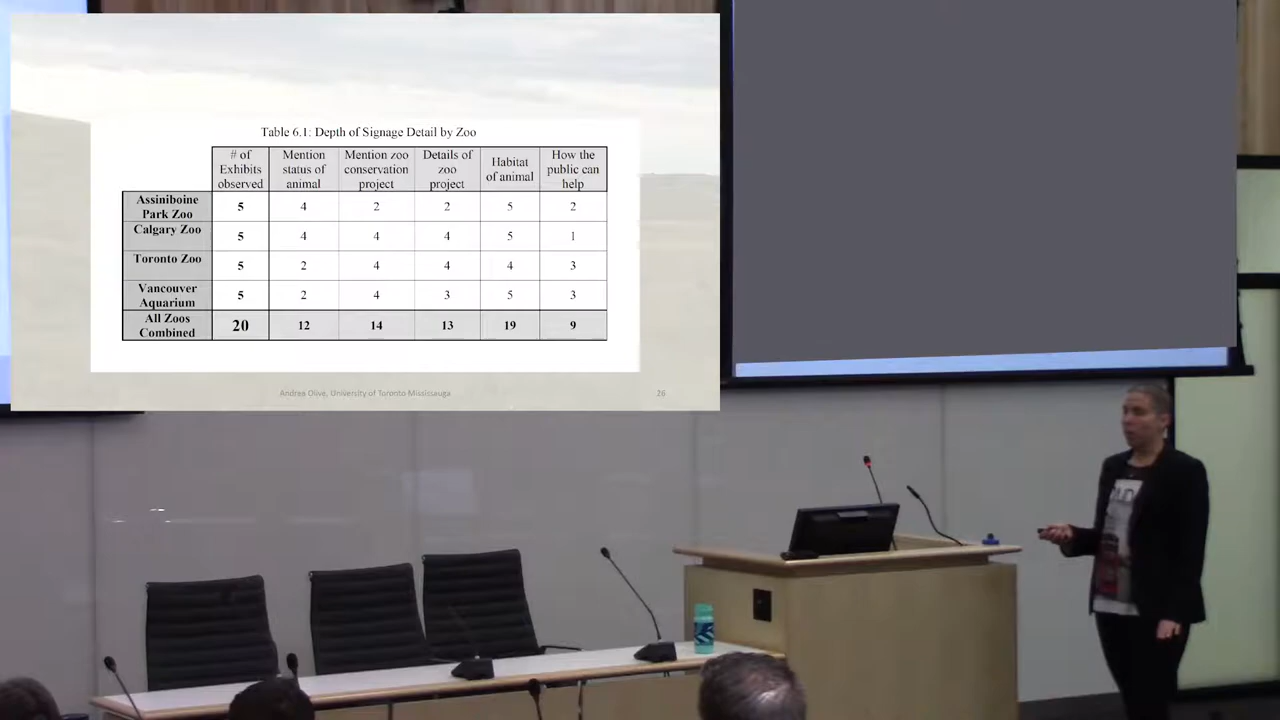 Table 6.1: Depth of Signage Detail by Zoo
# of Exhibits observed Mention status of animal Mention zoo conservation project Details of zoo project Habitat of animal How the public can help
Assiniboine Park Zoo 5 4 2 2 5 2
Calgary Zoo 5 4 4 4 5 1
Toronto Zoo 5 2 4 4 4 3
Vancouver Aquarium 5 2 4 3 5 3
All Zoos Combined 20 12 14 13 19 9
Andrea Olive, University of Toronto Mississauga 26